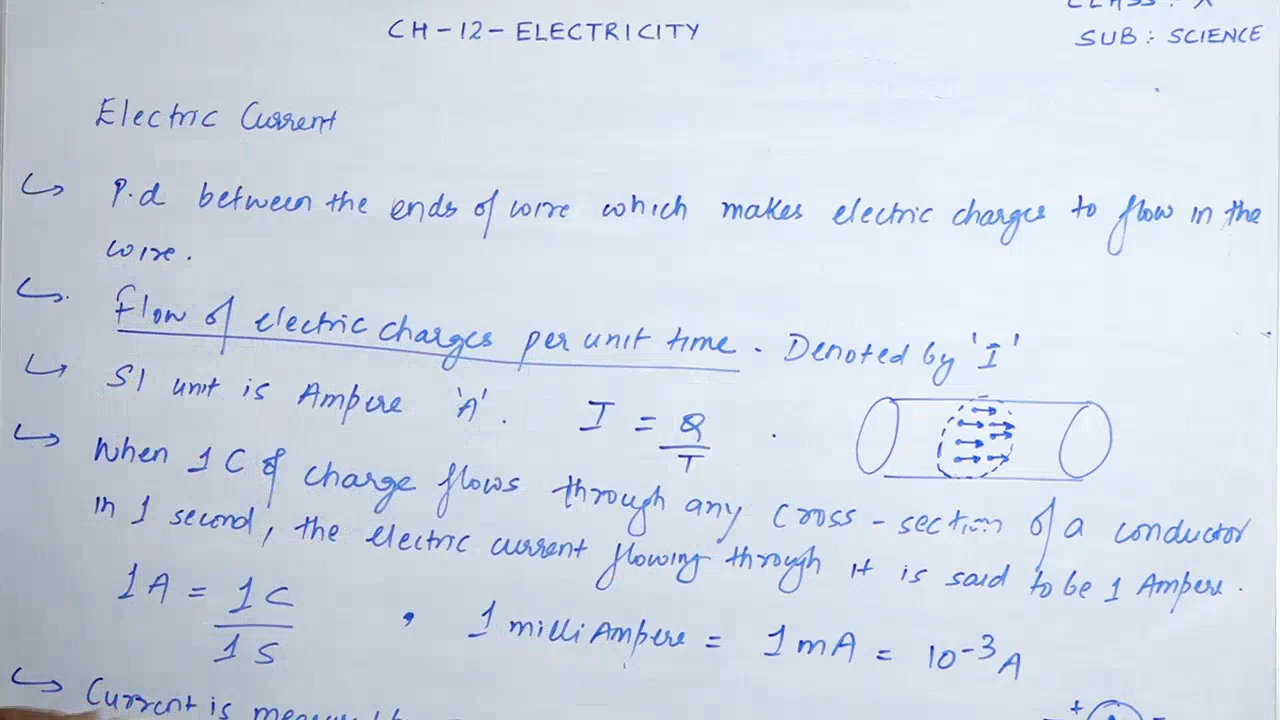 CLASS : X
CH-12-ELECTRICITY
SUB : SCIENCE
Electric Current
↳ P.d between the ends of wire which makes electric charges to flow in the
wire.
↳ Flow of electric charges per unit time. Denoted by 'I'
↳ SI unit is Ampere 'A'. I = Q/T
↳ When 1 C of charge flows through any cross-section of a conductor
in 1 second, the electric current flowing through it is said to be 1 Ampere.
1A = 1C/1S , 1 milliAmpere = 1mA = 10⁻³A
↳ Current is
+ -